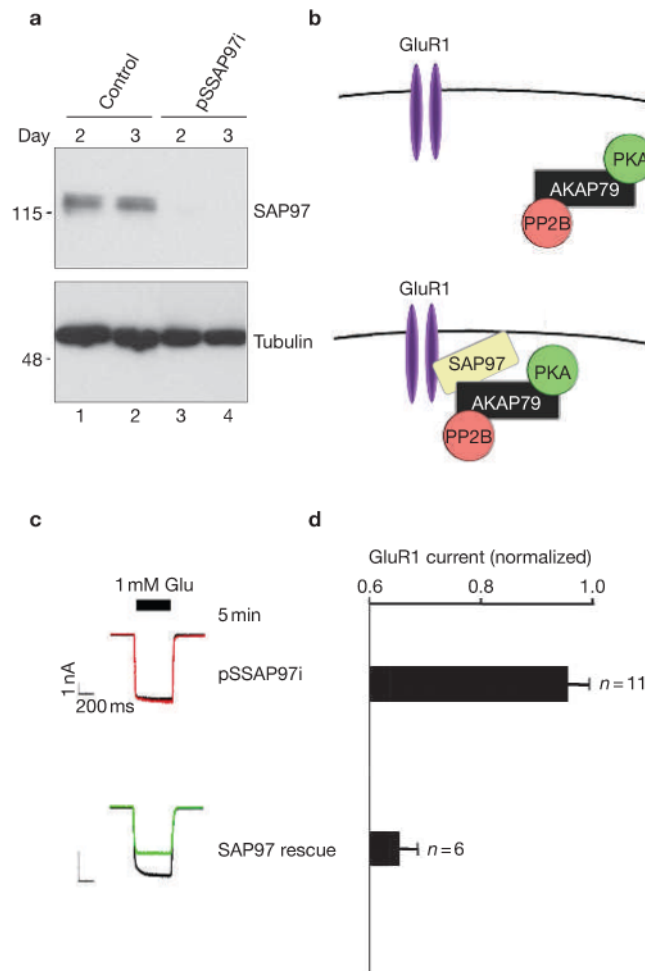 a
Control
pSSAP97i
Day 2 3 2 3
115 -
SAP97
48 -
Tubulin
1 2 3 4
b
GluR1
PKA
AKAP79
PP2B
GluR1
SAP97
PKA
AKAP79
PP2B
c
1 mM Glu
5 min
pSSAP97i
1 nA
200 ms
SAP97 rescue
d
GluR1 current (normalized)
0.6 0.8 1.0
n = 11
n = 6